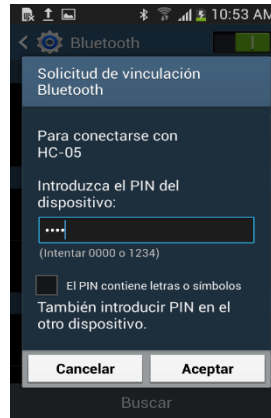 10:53 AM
Bluetooth
Solicitud de vinculación
Bluetooth
Para conectarse con
HC-05
Introduzca el PIN del
dispositivo:
••••
(Intentar 0000 o 1234)
El PIN contiene letras o símbolos
También introducir PIN en el
otro dispositivo.
Cancelar Aceptar
Buscar